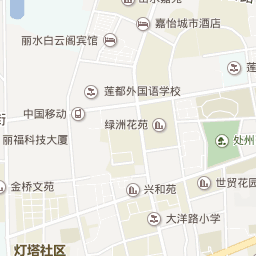 嘉怡城市酒店
丽水白云阁宾馆
莲都外国语学校
莲
中国移动
绿洲花苑
街
丽福科技大厦
处州
金桥文苑
兴和苑
世贸花园
大洋路小学
灯塔社区